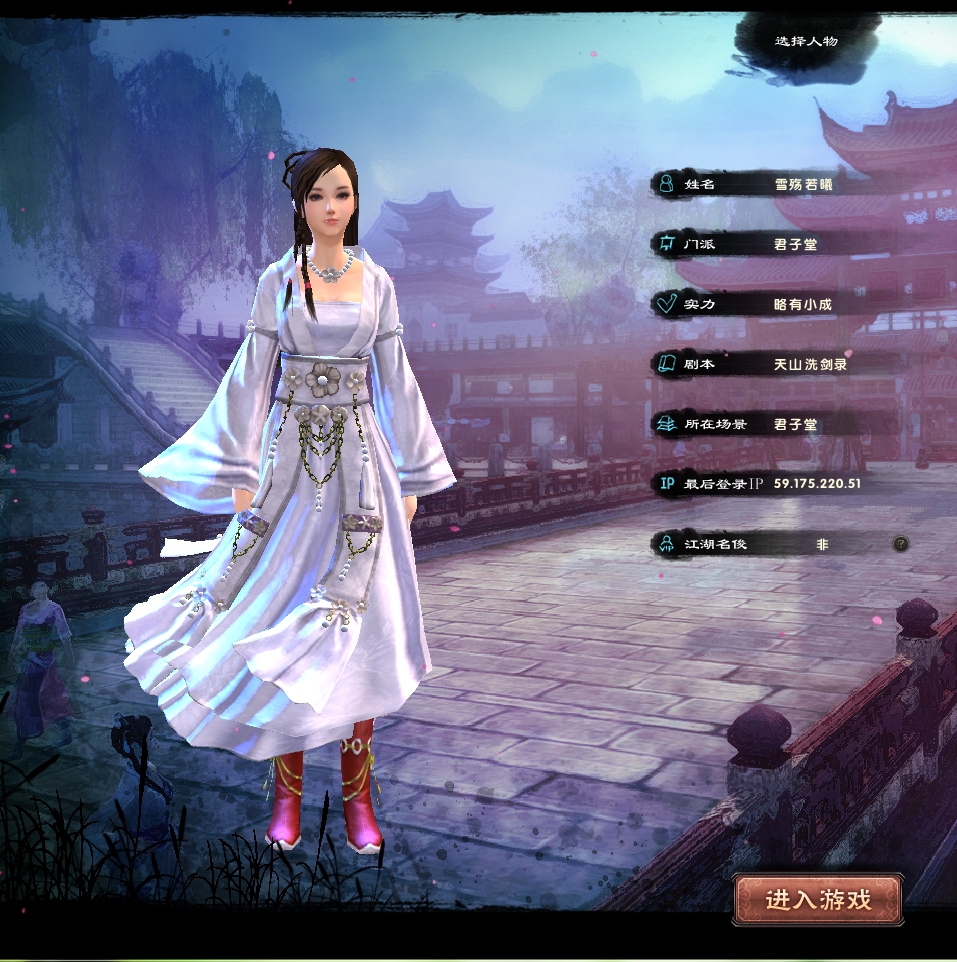 选择人物
姓名 雪殇若曦
门派 君子堂
实力 略有小成
剧本 天山洗剑录
所在场景 君子堂
IP 最后登录IP 59.175.220.51
VIP 江湖名俊 非 ?
进入游戏